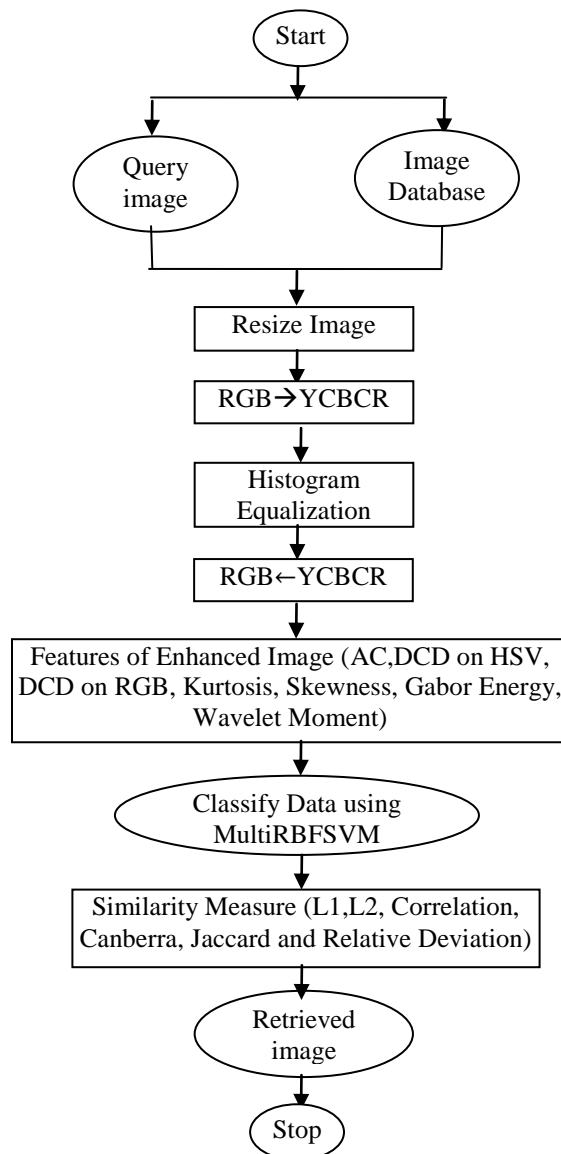 Start
Query
image
Image
Database
Resize Image
RGB→YCBCR
Histogram
Equalization
RGB←YCBCR
Features of Enhanced Image (AC,DCD on HSV,
DCD on RGB, Kurtosis, Skewness, Gabor Energy,
Wavelet Moment)
Classify Data using
MultiRBFSVM
Similarity Measure (L1,L2, Correlation,
Canberra, Jaccard and Relative Deviation)
Retrieved
image
Stop